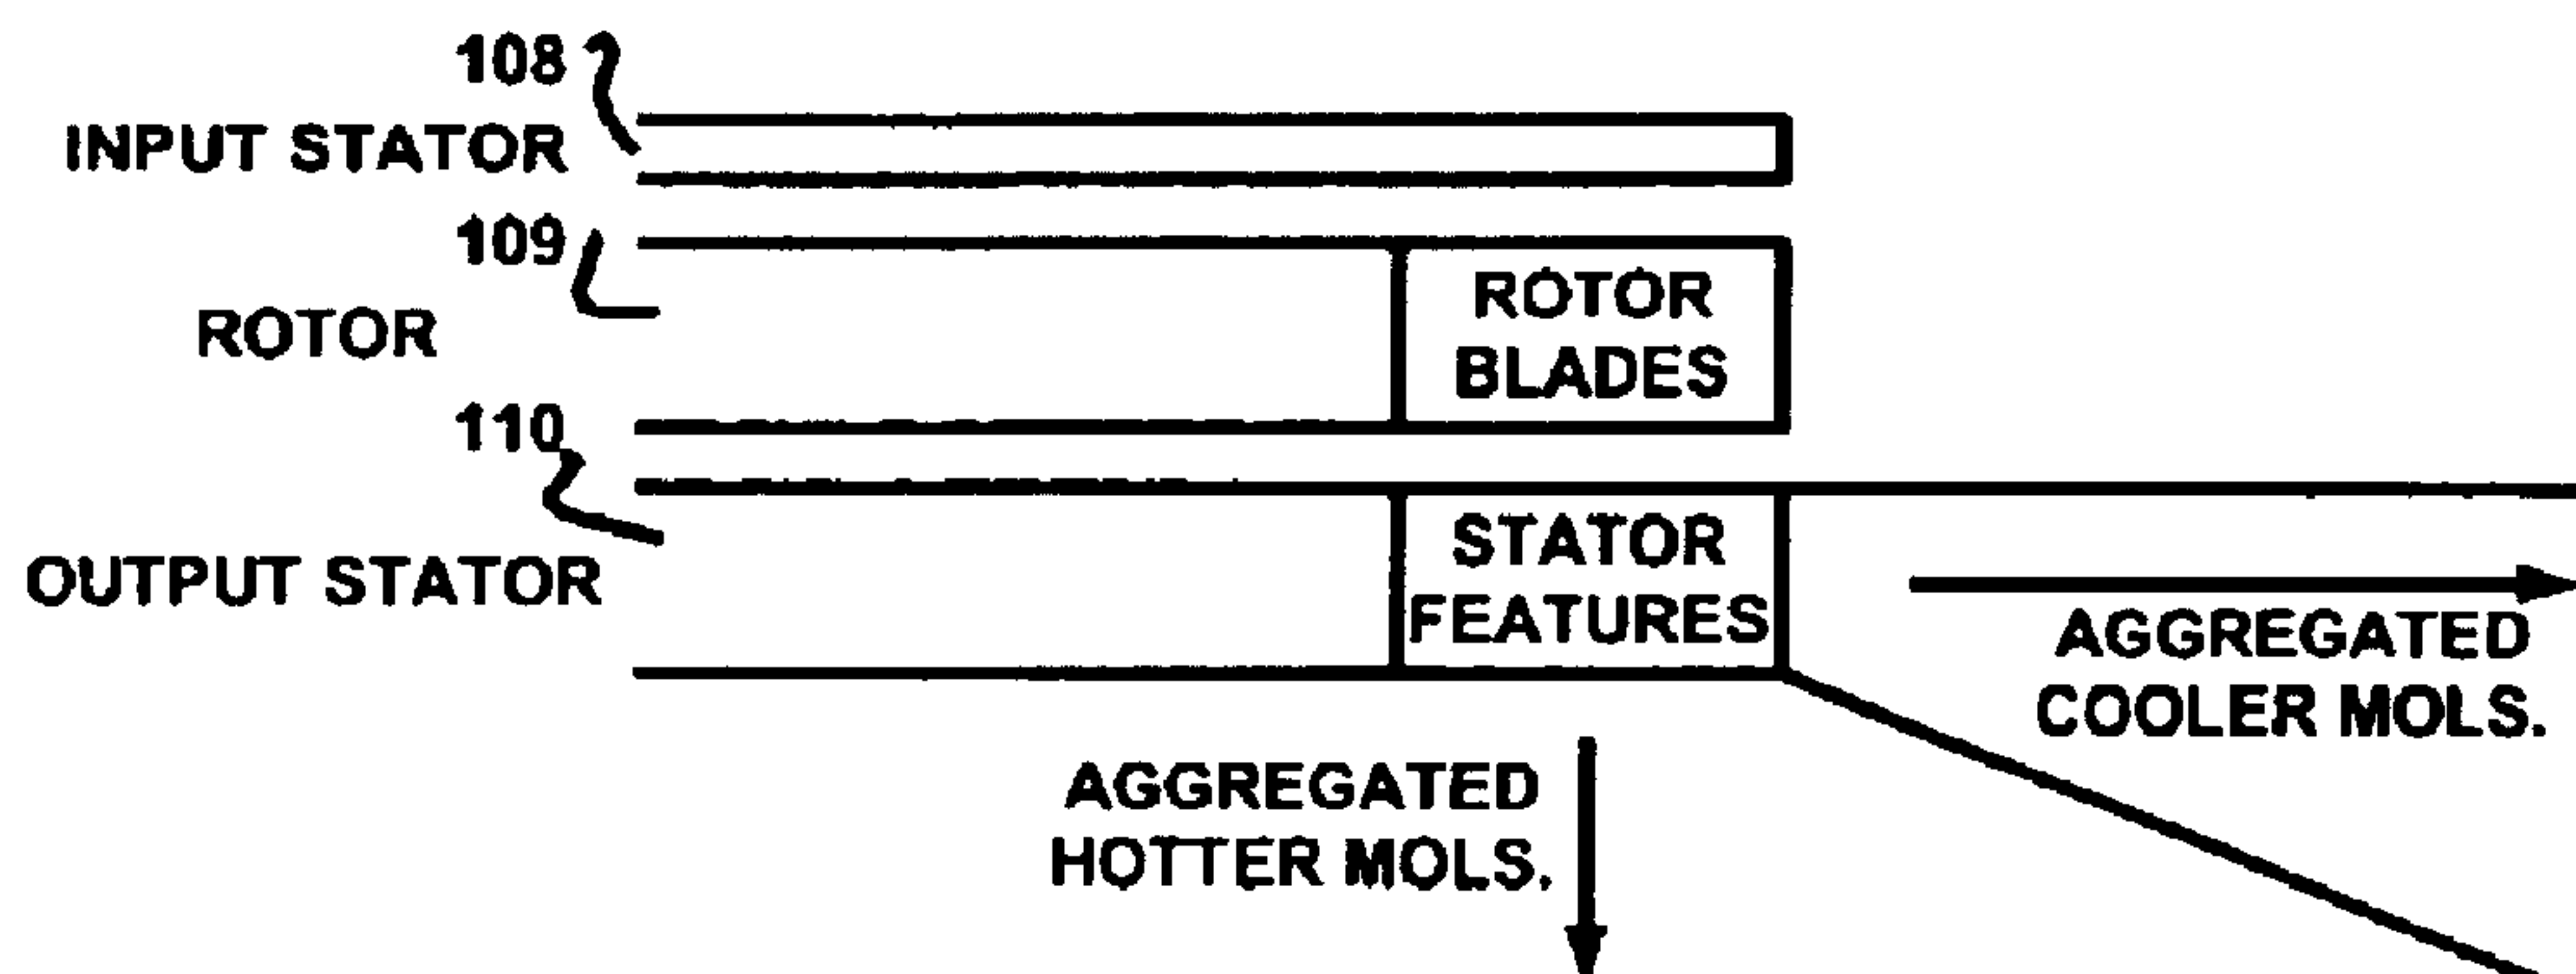 108
INPUT STATOR
109
ROTOR
ROTOR
BLADES
110
OUTPUT STATOR
STATOR
FEATURES
AGGREGATED
COOLER MOLS.
AGGREGATED
HOTTER MOLS.